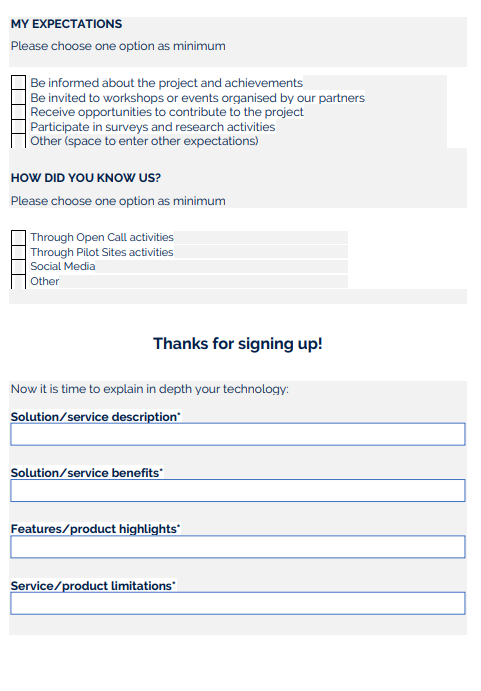 MY EXPECTATIONS
Please choose one option as minimum
Be informed about the project and achievements
Be invited to workshops or events organised by our partners
Receive opportunities to contribute to the project
Participate in surveys and research activities
Other (space to enter other expectations)
HOW DID YOU KNOW US?
Please choose one option as minimum
Through Open Call activities
Through Pilot Sites activities
Social Media
Other
Thanks for signing up!
Now it is time to explain in depth your technology:
Solution/service description*
Solution/service benefits*
Features/product highlights*
Service/product limitations*